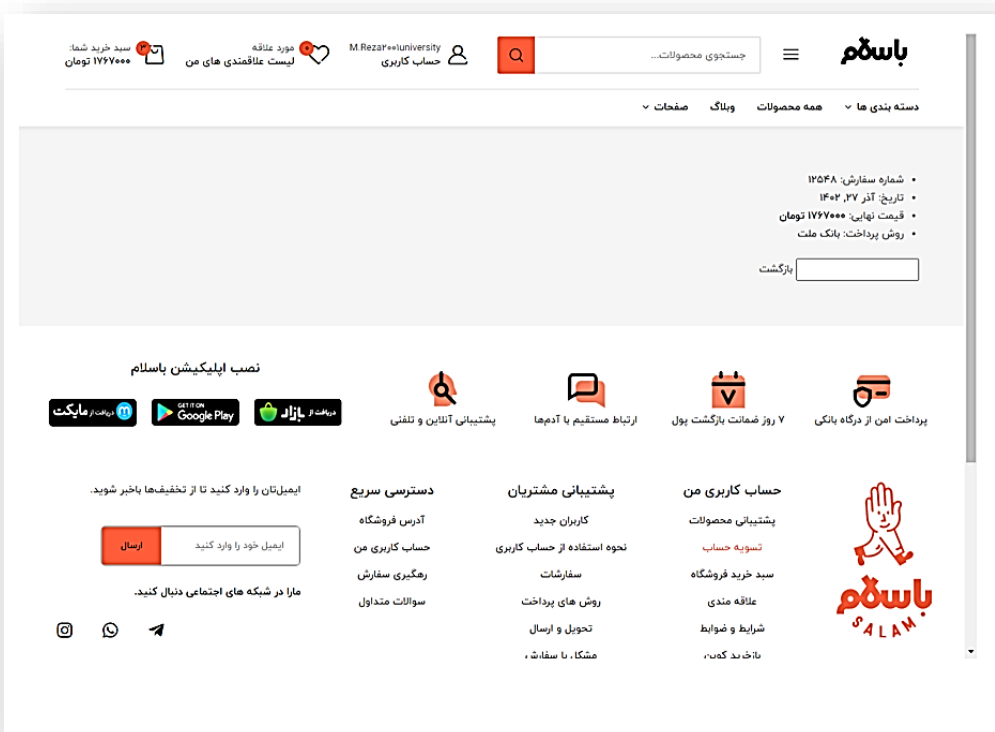 باسلام
جستجوی محصولات...
M.Reza۲۰۰۱university
حساب کاربری
۰
مورد علاقه
لیست علاقمندی های من
۳
سبد خرید شما:
۱۷۶۷۰۰۰ تومان
دسته بندی ها
همه محصولات
وبلاگ
صفحات
شماره سفارش: ۱۲۵۴۸
تاریخ: آذر ۲۷, ۱۴۰۲
قیمت نهایی: ۱۷۶۷۰۰۰ تومان
روش پرداخت: بانک ملت
بازگشت
پرداخت امن از درگاه بانکی
۷ روز ضمانت بازگشت پول
ارتباط مستقیم با آدم‌ها
پشتیبانی آنلاین و تلفنی
نصب اپلیکیشن باسلام
دریافت از بازار
GET IT ON
Google Play
دریافت از مایکت
باسلام
SALAM
حساب کاربری من
پشتیبانی محصولات
تسویه حساب
سبد خرید فروشگاه
علاقه مندی
شرایط و ضوابط
بازخرید کوپن
پشتیبانی مشتریان
کاربران جدید
نحوه استفاده از حساب کاربری
سفارشات
روش های پرداخت
تحویل و ارسال
مشکل با سفارش
دسترسی سریع
آدرس فروشگاه
حساب کاربری من
رهگیری سفارش
سوالات متداول
ایمیل‌تان را وارد کنید تا از تخفیف‌ها باخبر شوید.
ایمیل خود را وارد کنید
ارسال
مارا در شبکه های اجتماعی دنبال کنید.